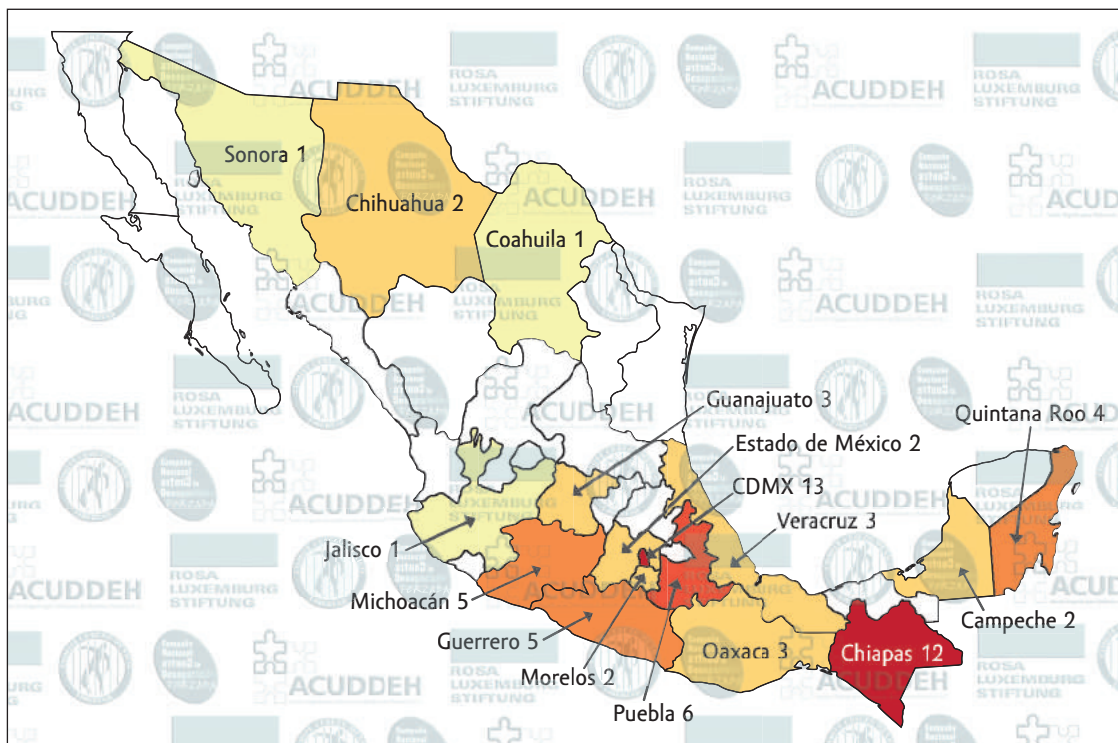 Sonora 1
Chihuahua 2
Coahuila 1
Guanajuato 3
Quintana Roo 4
Estado de México 2
CDMX 13
Veracruz 3
Jalisco 1
Michoacán 5
Campeche 2
Guerrero 5
Oaxaca 3
Chiapas 12
Morelos 2
Puebla 6
ACUDDEH
ROSA
LUXEMBURG
STIFTUNG